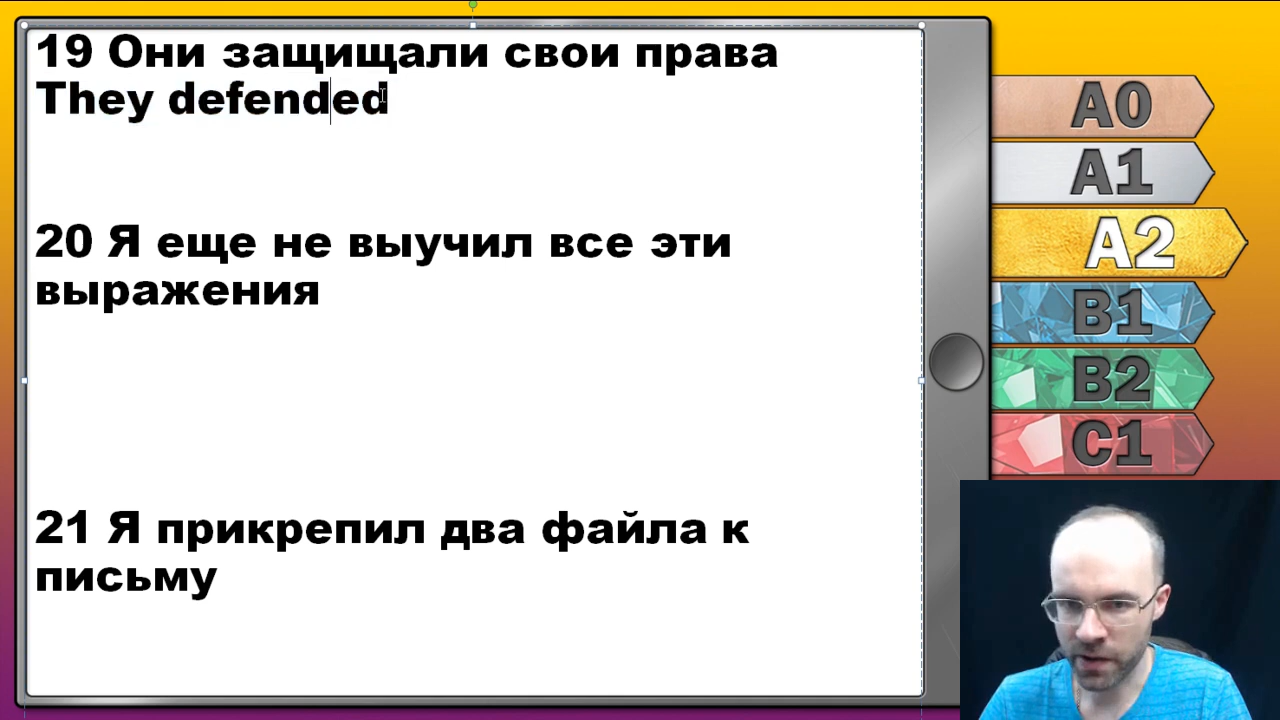 19 Они защищали свои права
They defended
20 Я еще не выучил все эти
выражения
21 Я прикрепил два файла к
письму
A0
A1
A2
B1
B2
C1